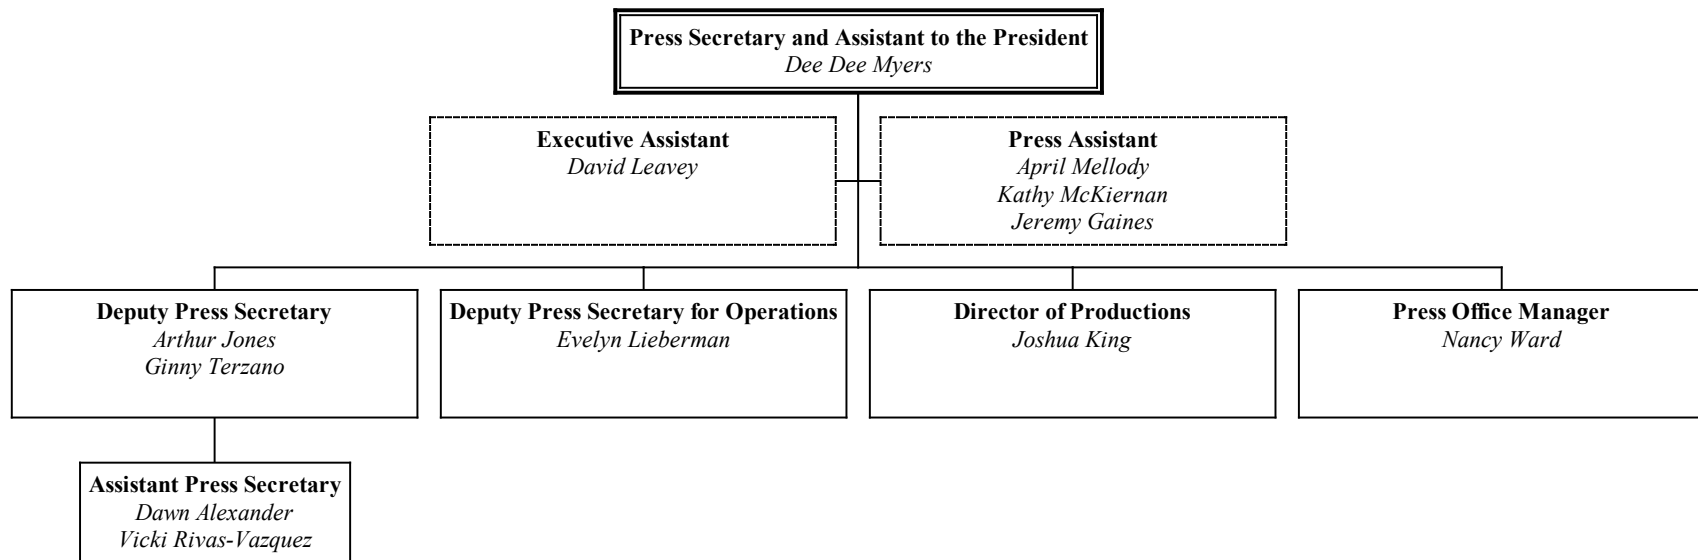 Press Secretary and Assistant to the President
Dee Dee Myers
Executive Assistant
David Leavey
Press Assistant
April Mellody
Kathy McKiernan
Jeremy Gaines
Deputy Press Secretary
Arthur Jones
Ginny Terzano
Deputy Press Secretary for Operations
Evelyn Lieberman
Director of Productions
Joshua King
Press Office Manager
Nancy Ward
Assistant Press Secretary
Dawn Alexander
Vicki Rivas-Vazquez